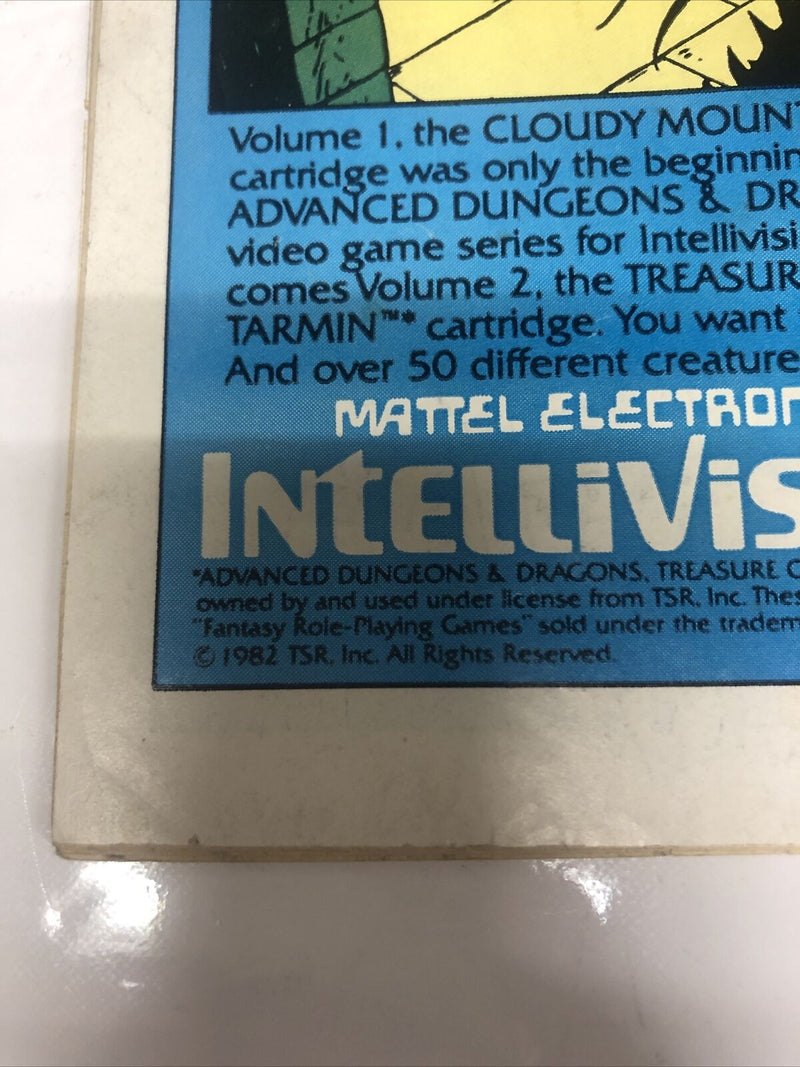 Volume 1, the CLOUDY MOUNT
cartridge was only the beginnin
ADVANCED DUNGEONS & DR
video game series for Intellivisi
comes Volume 2, the TREASUR
TARMIN™* cartridge. You want
And over 50 different creature
MATTEL ELECTRON
INTELLIVIS
*ADVANCED DUNGEONS & DRAGONS, TREASURE O
owned by and used under license from TSR, Inc. Thes
"Fantasy Role-Playing Games" sold under the tradem
© 1982 TSR, Inc. All Rights Reserved.